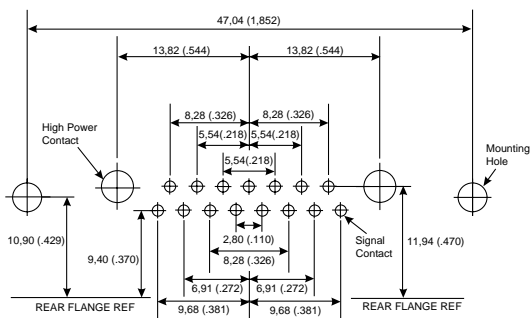 47,04 (1,852)
13,82 (.544)
13,82 (.544)
8,28 (.326)
8,28 (.326)
5,54(.218)
5,54(.218)
5,54(.218)
High Power
Contact
Mounting
Hole
2,80 (.110)
8,28 (.326)
Signal
Contact
10,90 (.429)
9,40 (.370)
11,94 (.470)
6,91 (.272)
6,91 (.272)
REAR FLANGE REF
REAR FLANGE REF
9,68 (.381)
9,68 (.381)